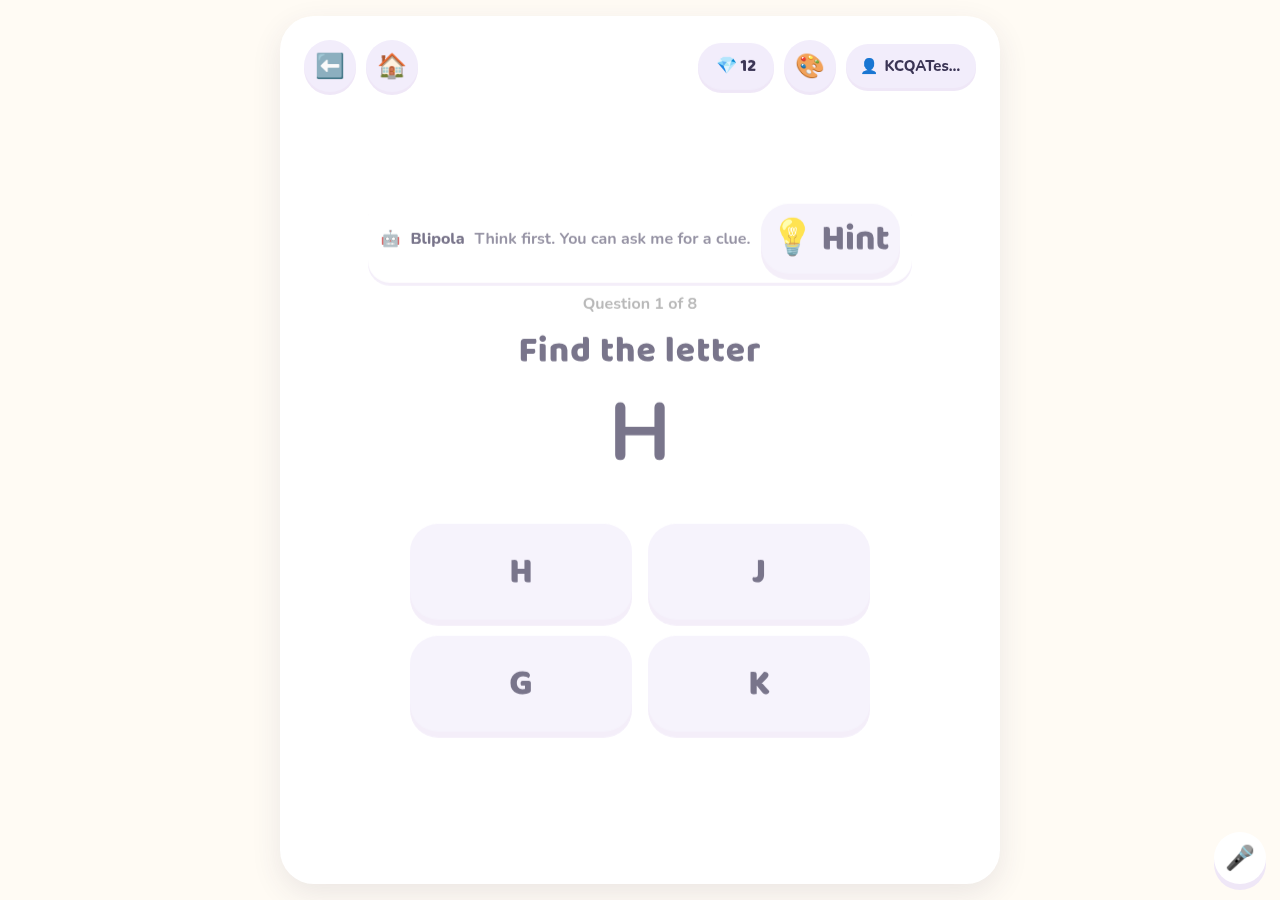 12
KCQATes...
Blipola Think first. You can ask me for a clue. Hint
Question 1 of 8
Find the letter
H
H J
G K